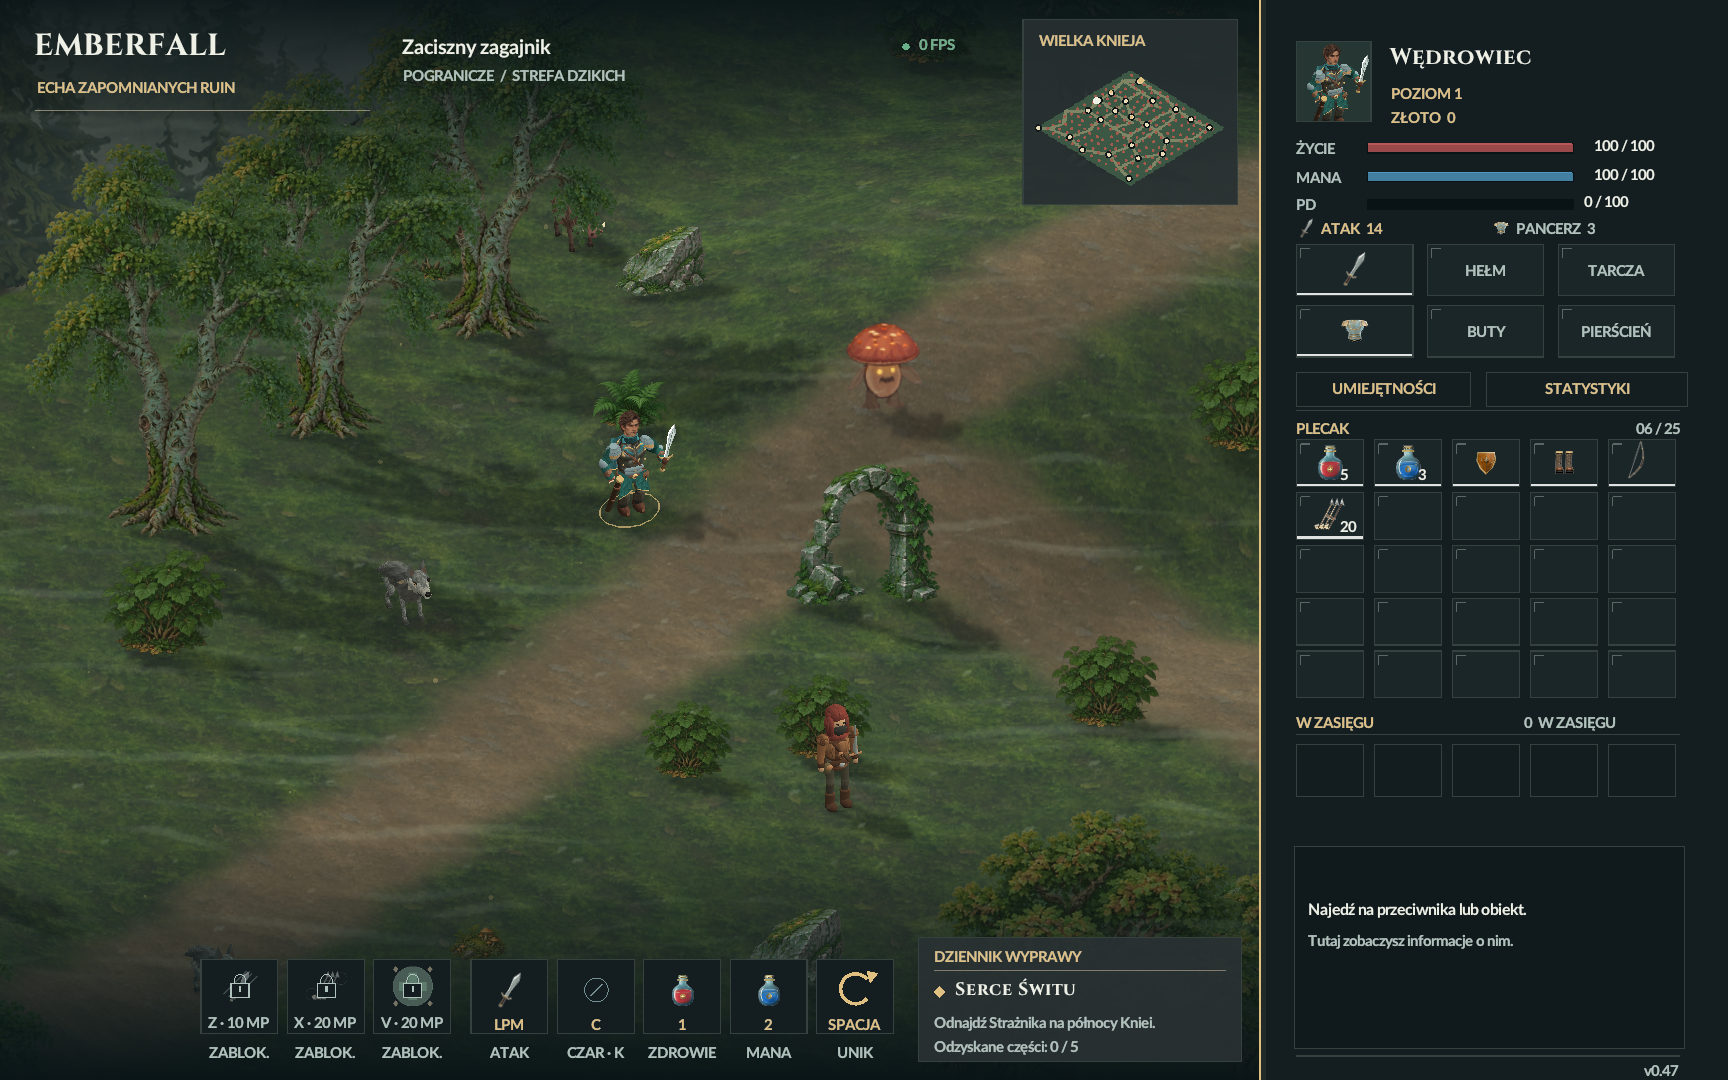 EMBERFALL
ECHA ZAPOMNIANYCH RUIN
Zaciszny zagajnik
POGRANICZE / STREFA DZIKICH
0 FPS
WIELKA KNIEJA
Wędrowiec
POZIOM 1
ZŁOTO 0
ŻYCIE 100 / 100
MANA 100 / 100
PD 0 / 100
ATAK 14 PANCERZ 3
HEŁM TARCZA
BUTY PIERŚCIEŃ
UMIEJĘTNOŚCI STATYSTYKI
PLECAK 06 / 25
5 3
20
W ZASIĘGU 0 W ZASIĘGU
Najedź na przeciwnika lub obiekt.
Tutaj zobaczysz informacje o nim.
v0.47
Z · 10 MP X · 20 MP V · 20 MP LPM C 1 2 SPACJA
ZABLOK. ZABLOK. ZABLOK. ATAK CZAR · K ZDROWIE MANA UNIK
DZIENNIK WYPRAWY
Serce Świtu
Odnajdź Strażnika na północy Kniei.
Odzyskane części: 0 / 5